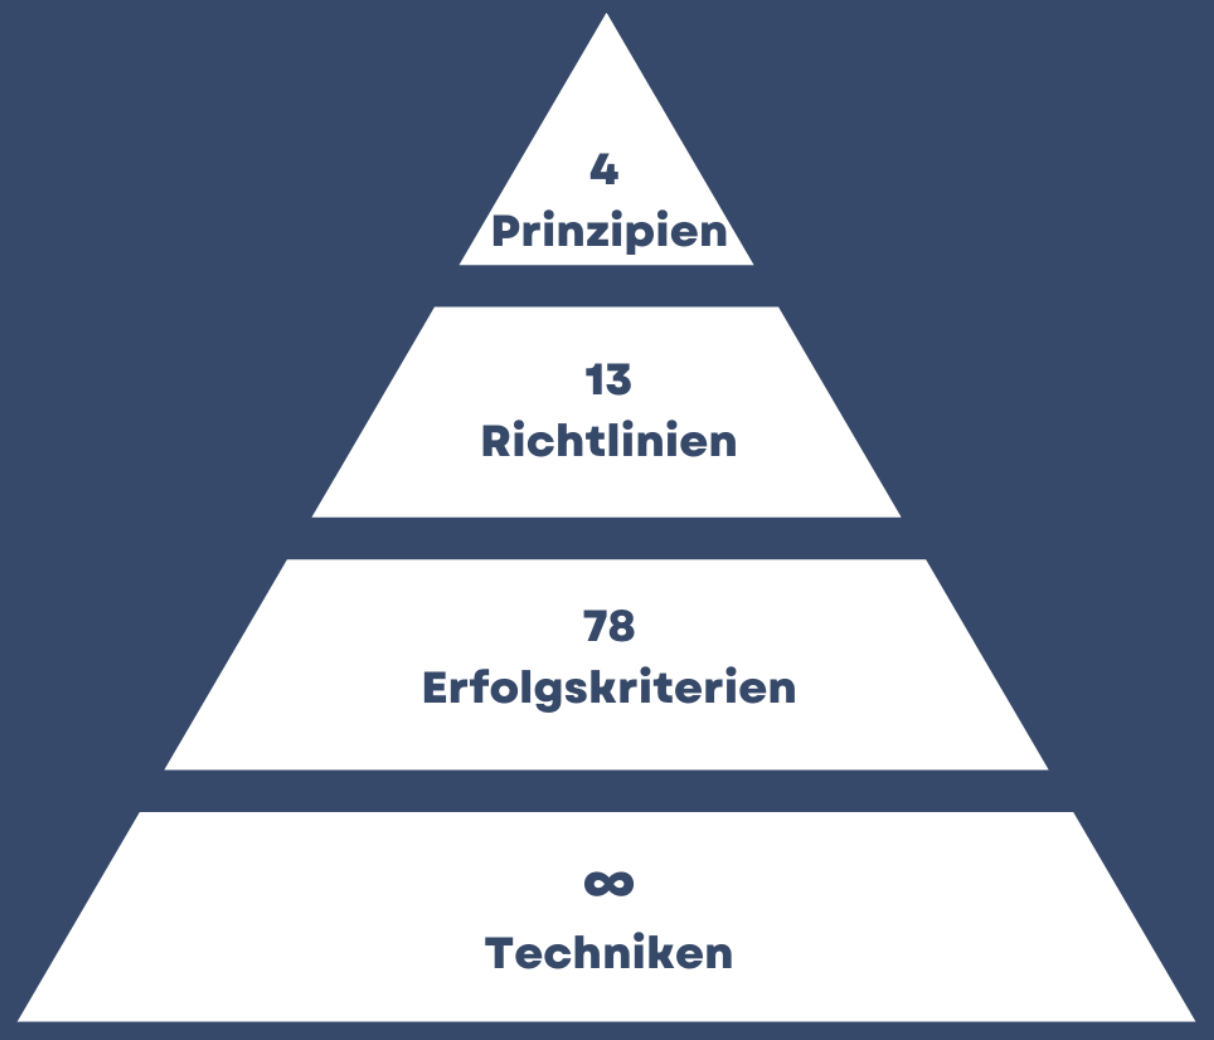 4
Prinzipien
13
Richtlinien
78
Erfolgskriterien
∞
Techniken